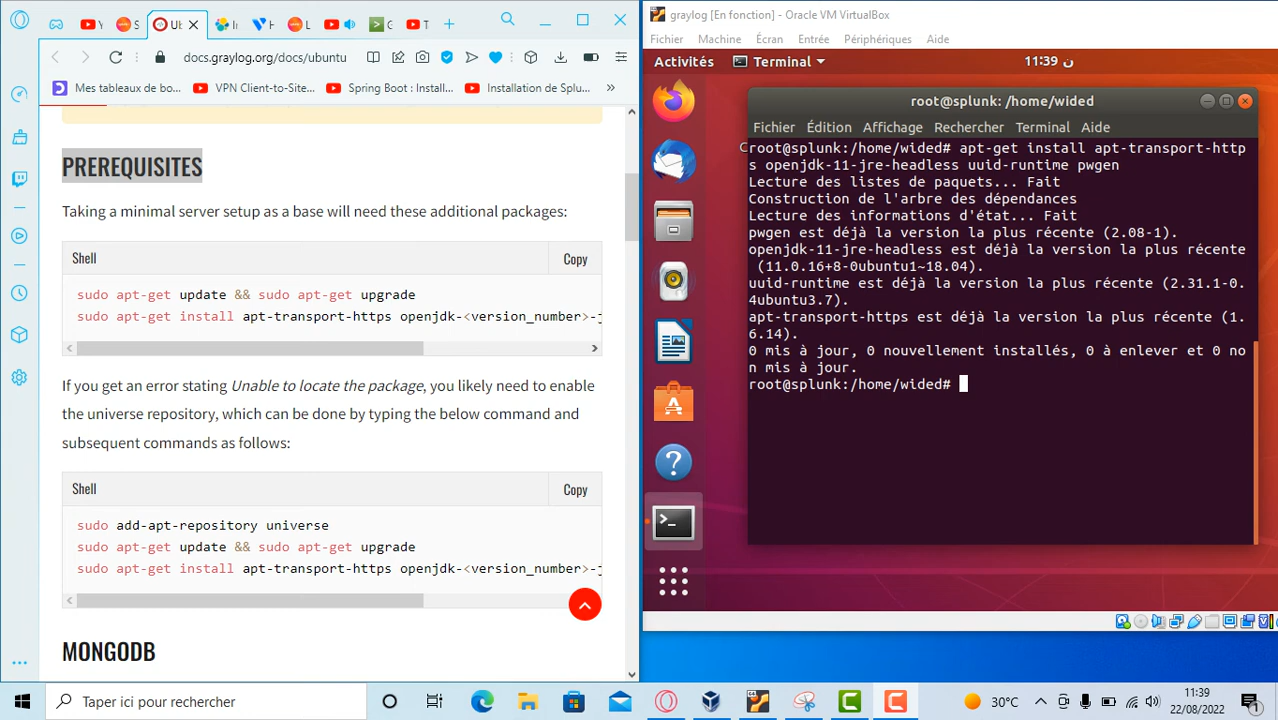 Y
S
Ub
In
V
H
L
G
T
docs.graylog.org/docs/ubuntu
Mes tableaux de bo...
VPN Client-to-Site...
Spring Boot : Install...
Installation de Splu...
»
PREREQUISITES
Taking a minimal server setup as a base will need these additional packages:
Shell
Copy
sudo apt-get update && sudo apt-get upgrade
sudo apt-get install apt-transport-https openjdk-<version_number>-j
If you get an error stating Unable to locate the package, you likely need to enable
the universe repository, which can be done by typing the below command and
subsequent commands as follows:
Shell
Copy
sudo add-apt-repository universe
sudo apt-get update && sudo apt-get upgrade
sudo apt-get install apt-transport-https openjdk-<version_number>-j
MONGODB
graylog [En fonction] - Oracle VM VirtualBox
Fichier Machine Écran Entrée Périphériques Aide
Activités Terminal 11:39 ن
root@splunk: /home/wided
Fichier Édition Affichage Rechercher Terminal Aide
root@splunk:/home/wided# apt-get install apt-transport-http
s openjdk-11-jre-headless uuid-runtime pwgen
Lecture des listes de paquets... Fait
Construction de l'arbre des dépendances
Lecture des informations d'état... Fait
pwgen est déjà la version la plus récente (2.08-1).
openjdk-11-jre-headless est déjà la version la plus récente
(11.0.16+8-0ubuntu1~18.04).
uuid-runtime est déjà la version la plus récente (2.31.1-0.
4ubuntu3.7).
apt-transport-https est déjà la version la plus récente (1.
6.14).
0 mis à jour, 0 nouvellement installés, 0 à enlever et 0 no
n mis à jour.
root@splunk:/home/wided#
Taper ici pour rechercher
30°C
11:39
22/08/2022
1